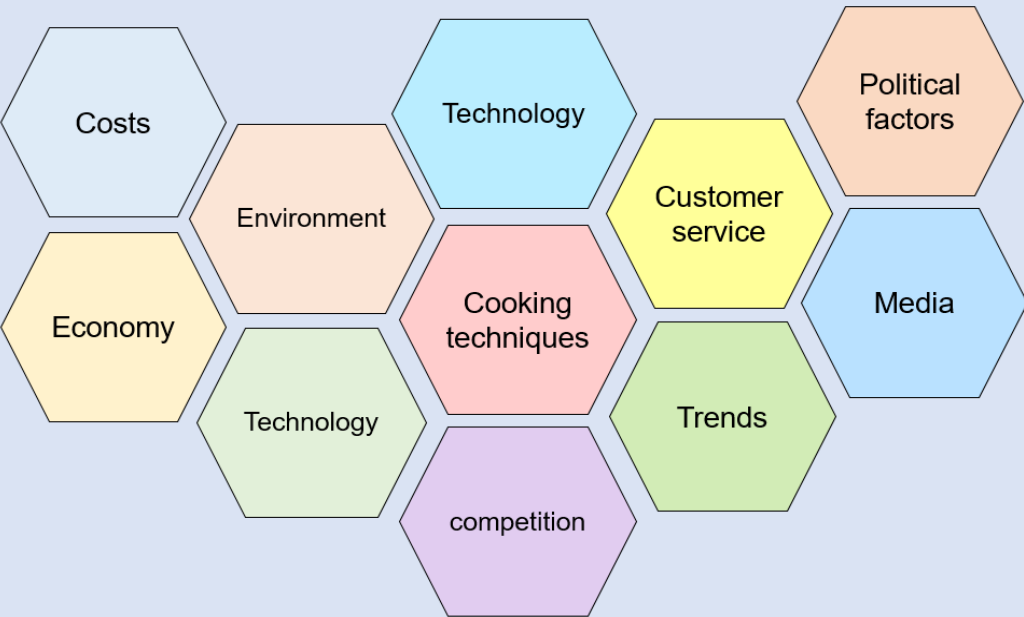 Costs
Technology
Political
factors
Environment
Customer
service
Economy
Cooking
techniques
Media
Technology
Trends
competition